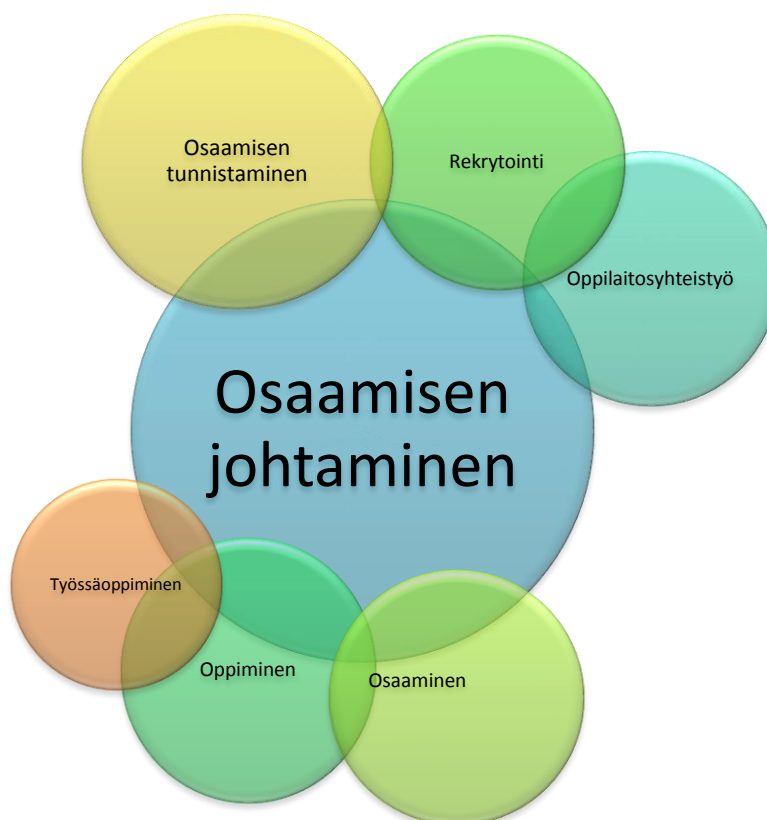 Osaamisen
tunnistaminen
Rekrytointi
Oppilaitosyhteistyö
Osaamisen
johtaminen
Työssäoppiminen
Oppiminen
Osaaminen